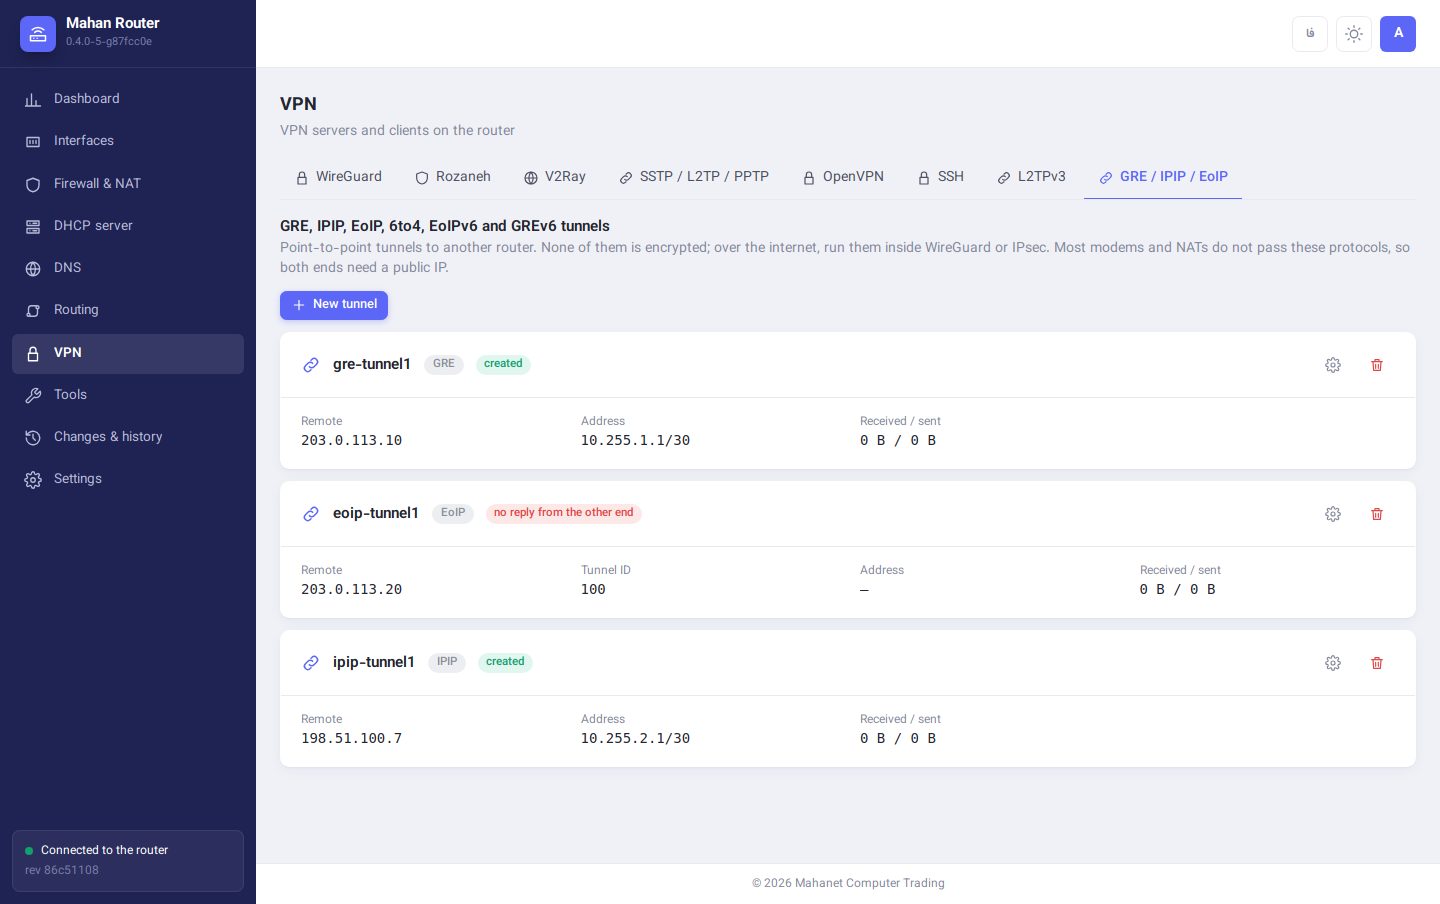 Mahan Router
0.4.0-5-g87fcc0e
فا
A
Dashboard
Interfaces
Firewall & NAT
DHCP server
DNS
Routing
VPN
Tools
Changes & history
Settings
Connected to the router
rev 86c51108
VPN
VPN servers and clients on the router
WireGuard
Rozaneh
V2Ray
SSTP / L2TP / PPTP
OpenVPN
SSH
L2TPv3
GRE / IPIP / EoIP
GRE, IPIP, EoIP, 6to4, EoIPv6 and GREv6 tunnels
Point-to-point tunnels to another router. None of them is encrypted; over the internet, run them inside WireGuard or IPsec. Most modems and NATs do not pass these protocols, so
both ends need a public IP.
New tunnel
gre-tunnel1 GRE created
Remote Address Received / sent
203.0.113.10 10.255.1.1/30 0 B / 0 B
eoip-tunnel1 EoIP no reply from the other end
Remote Tunnel ID Address Received / sent
203.0.113.20 100 — 0 B / 0 B
ipip-tunnel1 IPIP created
Remote Address Received / sent
198.51.100.7 10.255.2.1/30 0 B / 0 B
© 2026 Mahanet Computer Trading